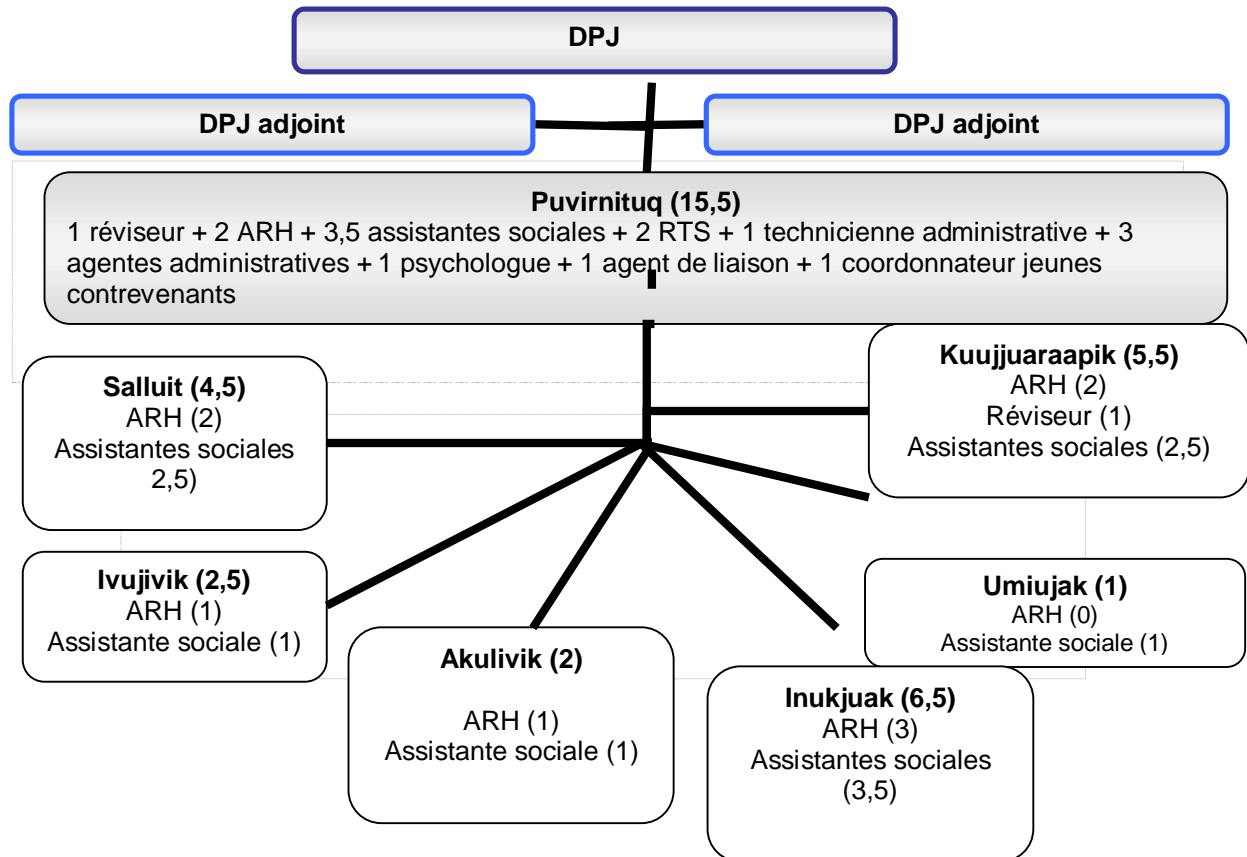 DPJ
DPJ adjoint
DPJ adjoint
Puvirnituq (15,5)
1 réviseur + 2 ARH + 3,5 assistantes sociales + 2 RTS + 1 technicienne administrative + 3
agentes administratives + 1 psychologue + 1 agent de liaison + 1 coordonnateur jeunes
contrevenants
Salluit (4,5)
ARH (2)
Assistantes sociales
2,5)
Kuujjuaraapik (5,5)
ARH (2)
Réviseur (1)
Assistantes sociales (2,5)
Ivujivik (2,5)
ARH (1)
Assistante sociale (1)
Akulivik (2)
ARH (1)
Assistante sociale (1)
Inukjuak (6,5)
ARH (3)
Assistantes sociales
(3,5)
Umiujak (1)
ARH (0)
Assistante sociale (1)